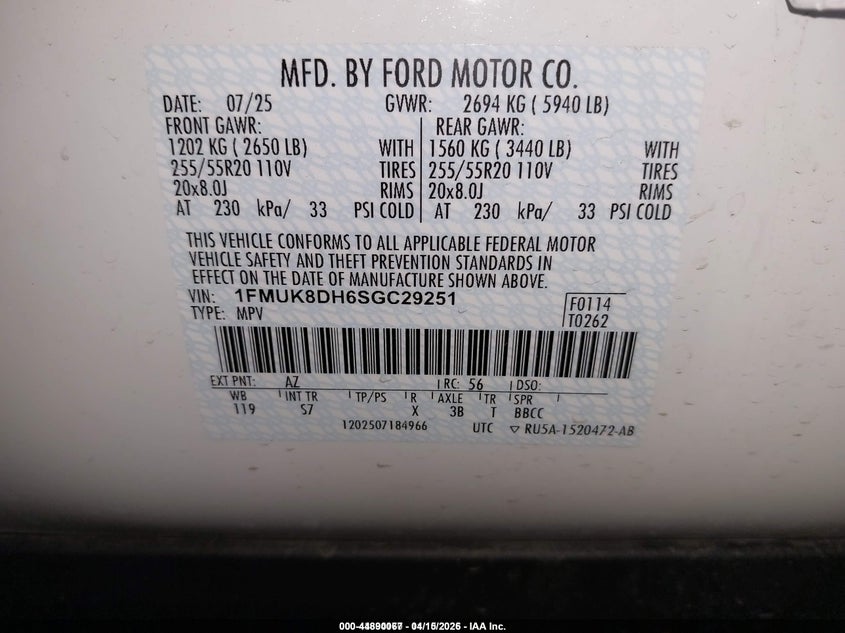 MFD. BY FORD MOTOR CO.
DATE: 07/25 GVWR: 2694 KG ( 5940 LB)
FRONT GAWR: REAR GAWR:
1202 KG ( 2650 LB) WITH 1560 KG ( 3440 LB) WITH
255/55R20 110V TIRES 255/55R20 110V TIRES
20x8.0J RIMS 20x8.0J RIMS
AT 230 kPa/ 33 PSI COLD AT 230 kPa/ 33 PSI COLD
THIS VEHICLE CONFORMS TO ALL APPLICABLE FEDERAL MOTOR
VEHICLE SAFETY AND THEFT PREVENTION STANDARDS IN
EFFECT ON THE DATE OF MANUFACTURE SHOWN ABOVE.
VIN: 1FMUK8DH6SGC29251 F0114
TYPE: MPV T0262
EXT PNT: AZ RC: 56 DSO:
WB INT TR TP/PS R AXLE TR SPR
119 S7 X 3B T BBCC
1202507184966 UTC ▽ RU5A-1520472-AB
04/15/2026 - IAA Inc.